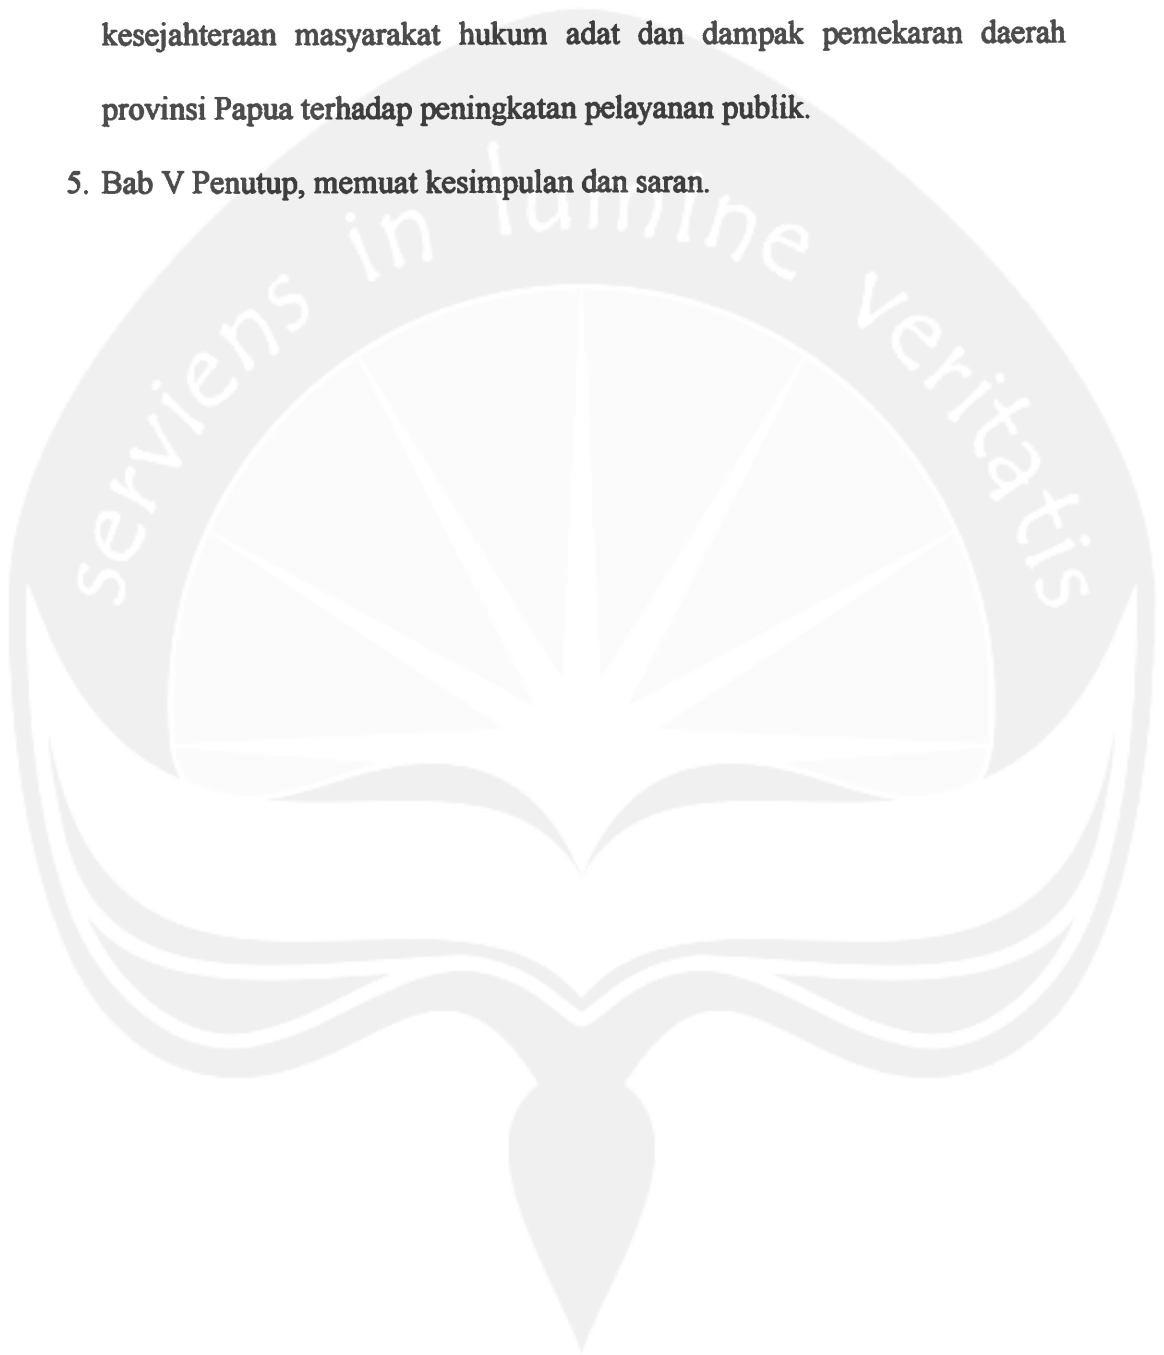 kesejahteraan masyarakat hukum adat dan dampak pemekaran daerah
provinsi Papua terhadap peningkatan pelayanan publik.
5. Bab V Penutup, memuat kesimpulan dan saran.
serviens in lumine veritatis